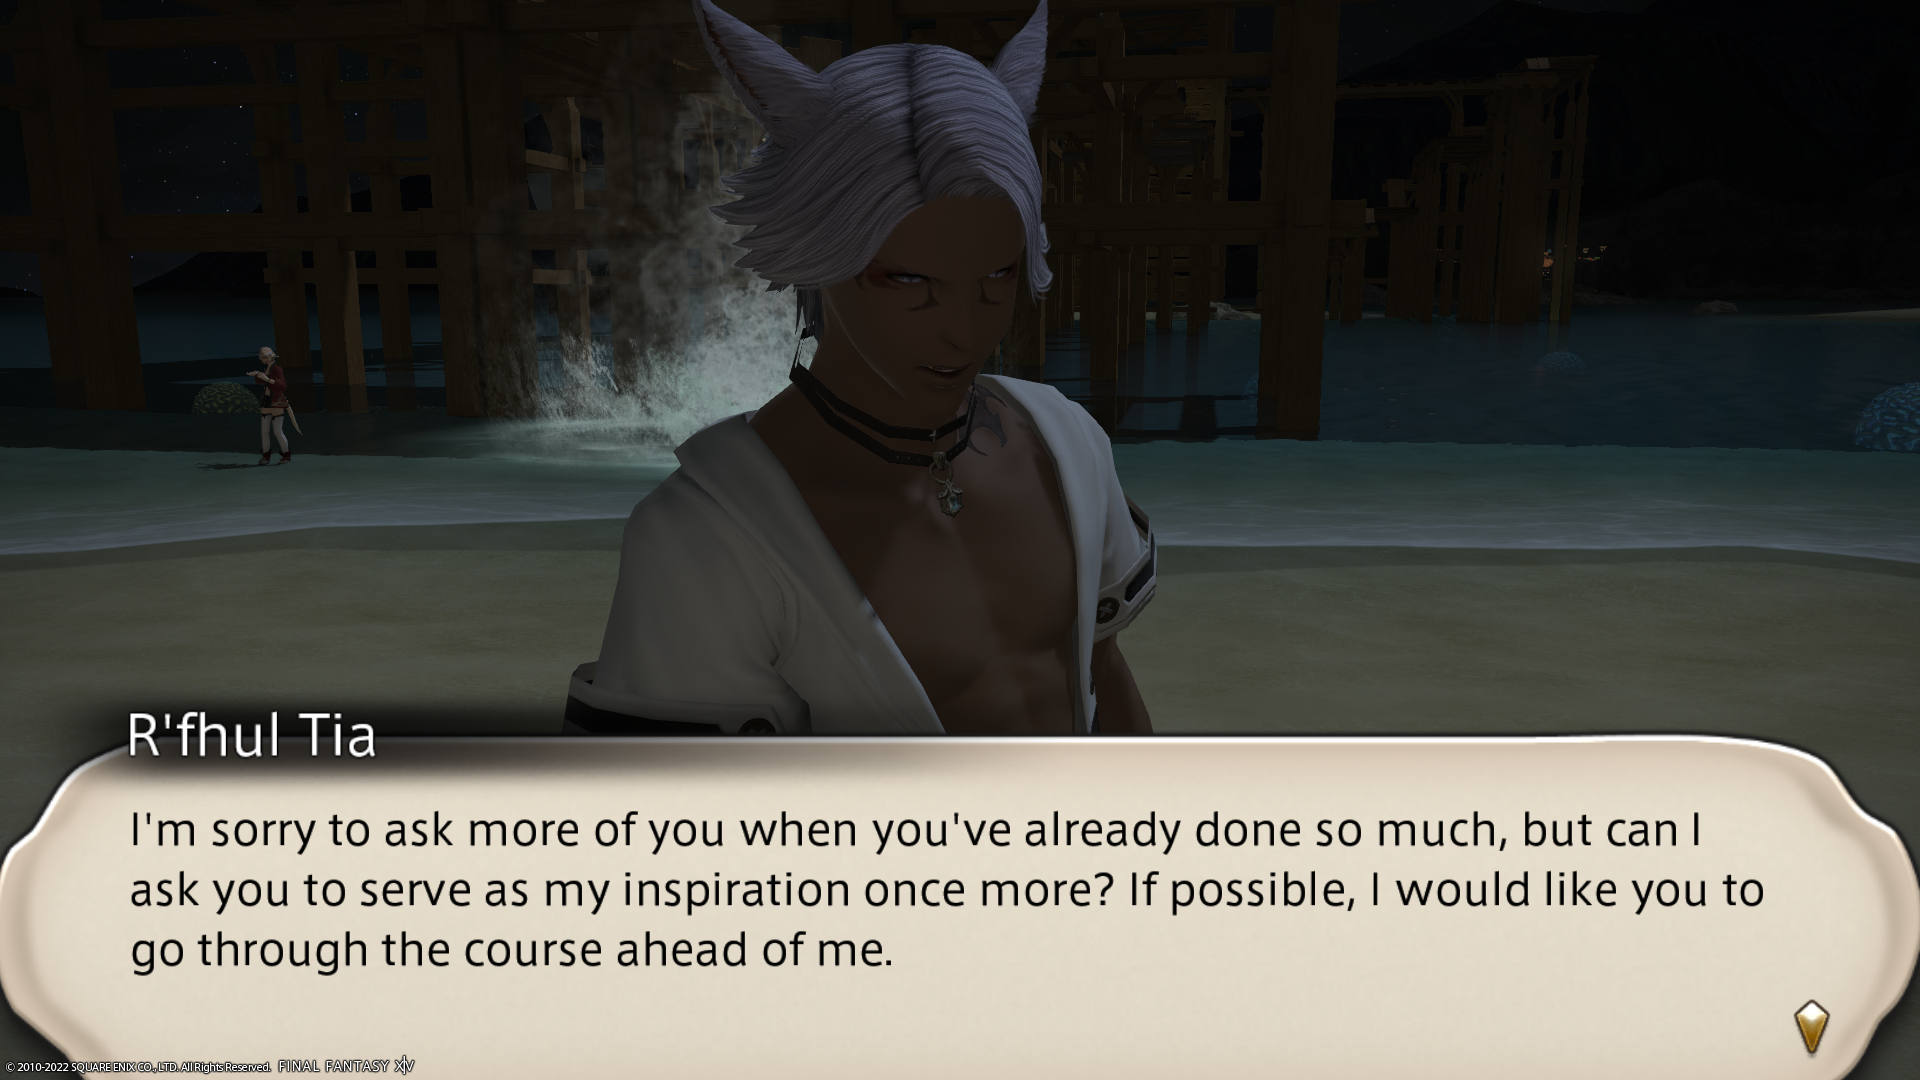 R'fhul Tia
I'm sorry to ask more of you when you've already done so much, but can I
ask you to serve as my inspiration once more? If possible, I would like you to
go through the course ahead of me.
© 2010-2022 SQUARE ENIX CO., LTD. All Rights Reserved. FINAL FANTASY XIV